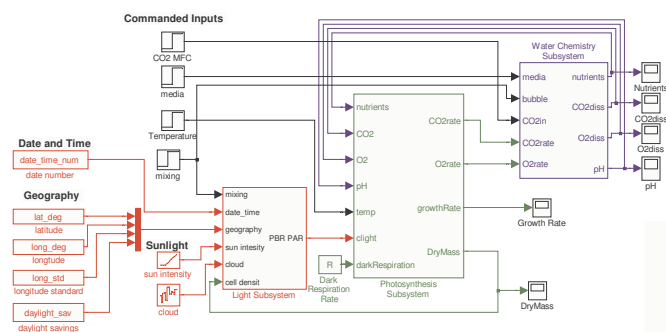 Commanded Inputs
CO2 MFC
media
Temperature
mixing
Date and Time
date_time_num
date number
Geography
lat_deg
latitude
long_deg
longtude
long_std
longitude standard
daylight_sav
daylight savings
Sunlight
sun intensity
cloud
mixing
date_time
geography
sun intesity
cloud
cell densit
PBR PAR
Light Subsystem
R
Dark
Respiration
Rate
nutrients
CO2
O2
pH
temp
clight
darkRespiration
CO2rate
O2rate
growthRate
DryMass
Photosynthesis
Subsystem
Water Chemistry
Subsystem
media
bubble
CO2in
CO2rate
O2rate
nutrients
CO2diss
O2diss
pH
Nutrients
CO2diss
O2diss
pH
Growth Rate
DryMass